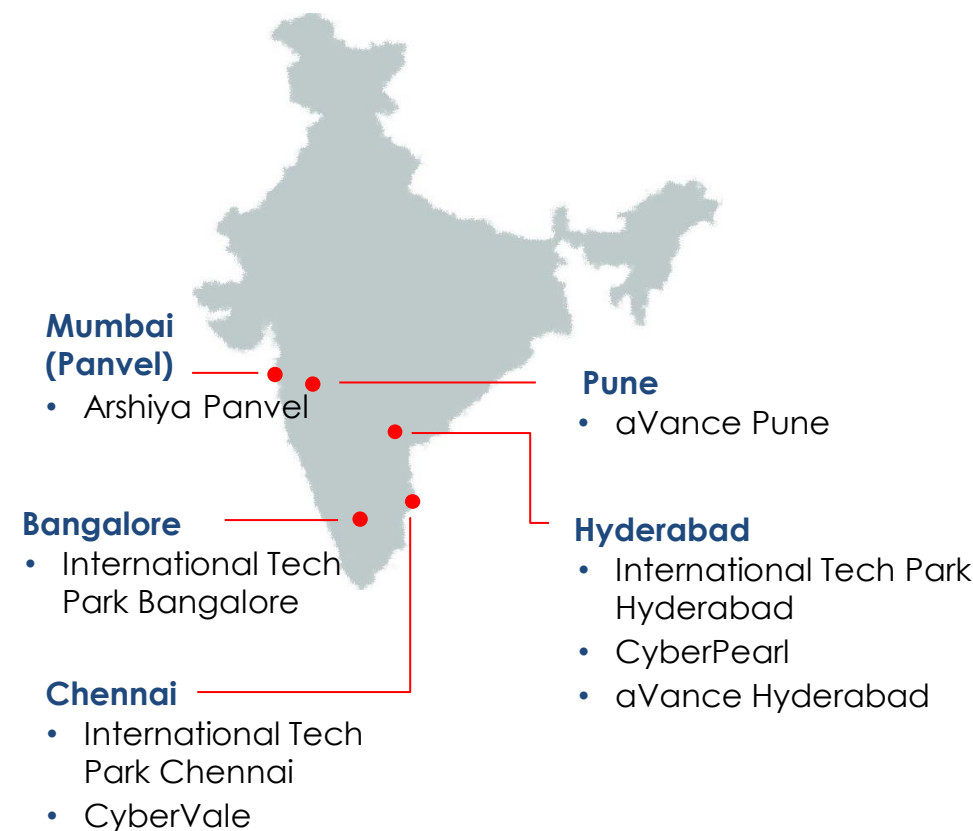 Mumbai
(Panvel)
• Arshiya Panvel
Pune
• aVance Pune
Bangalore
• International Tech
Park Bangalore
Hyderabad
• International Tech Park
Hyderabad
• CyberPearl
• aVance Hyderabad
Chennai
• International Tech
Park Chennai
• CyberVale